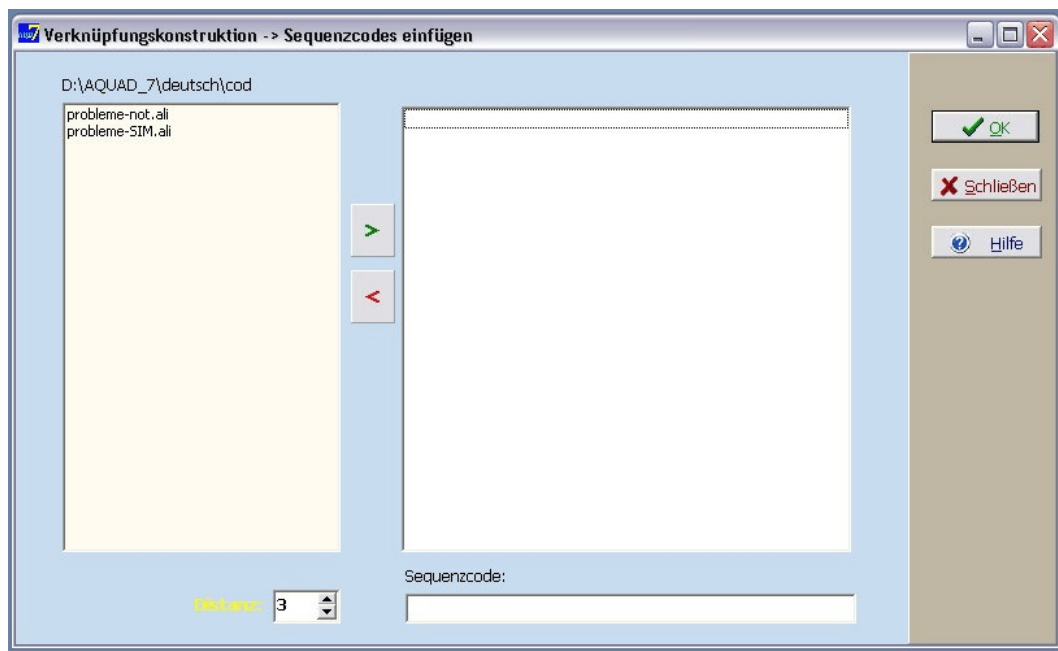 Verknüpfungskonstruktion -> Sequenzcodes einfügen
D:\AQUAD_7\deutsch\cod
probleme-not.ali
probleme-SIM.ali
>
<
OK
Schließen
Hilfe
Sequenzcode:
Distanz: 3